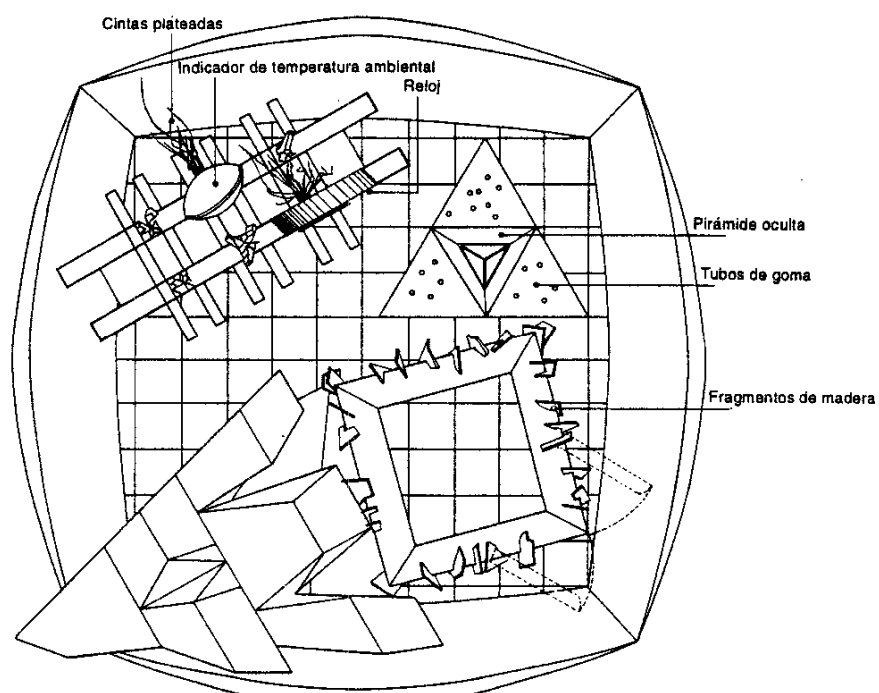 Cintas plateadas
Indicador de temperatura ambiental
Reloj
Pirámide oculta
Tubos de goma
Fragmentos de madera